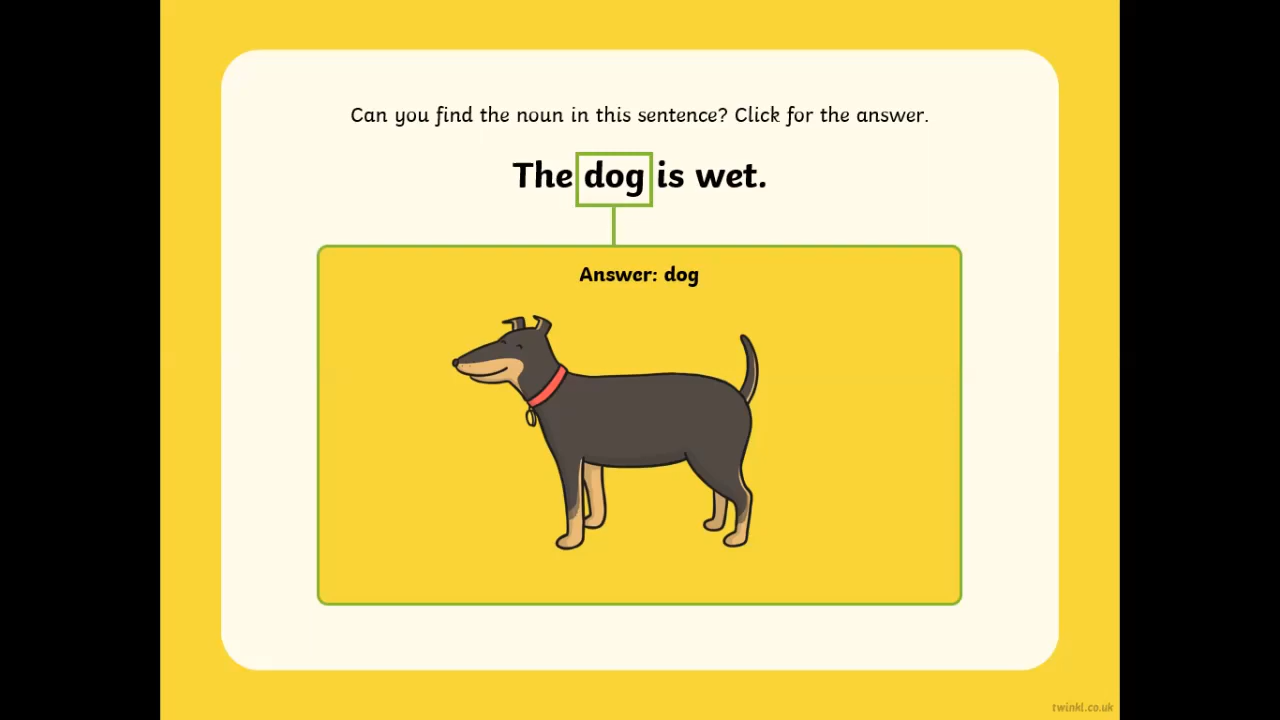 Can you find the noun in this sentence? Click for the answer.
The dog is wet.
Answer: dog
twinkl.co.uk